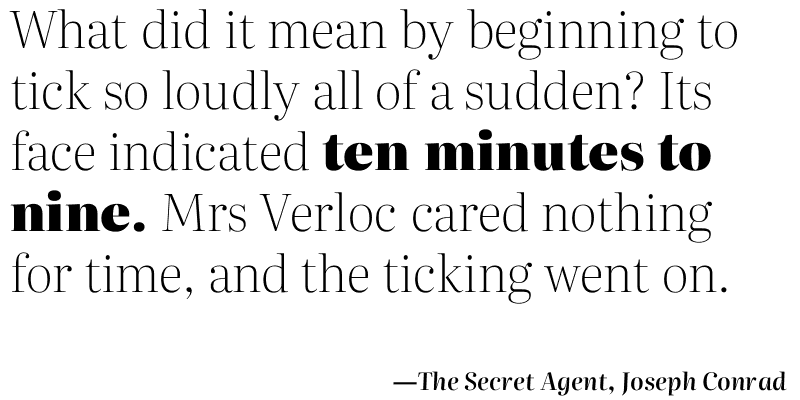 What did it mean by beginning to
tick so loudly all of a sudden? Its
face indicated ten minutes to
nine. Mrs Verloc cared nothing
for time, and the ticking went on.
—The Secret Agent, Joseph Conrad